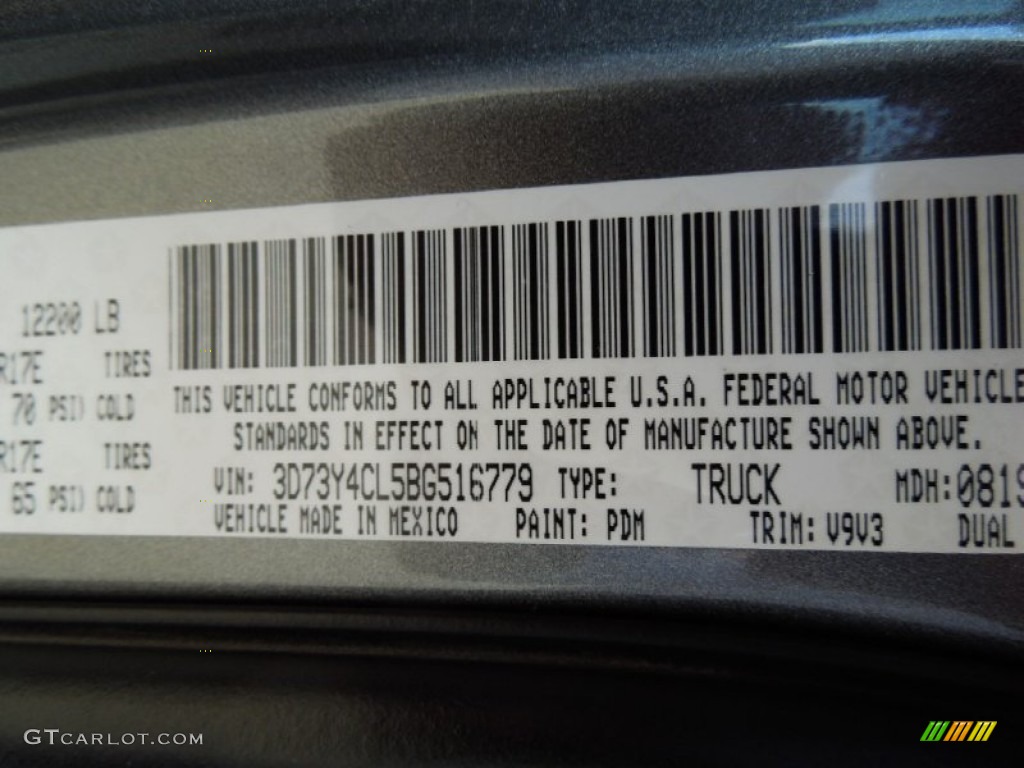 12200 LB
R17E TIRES
70 PSI) COLD
R17E TIRES
65 PSI) COLD
THIS VEHICLE CONFORMS TO ALL APPLICABLE U.S.A. FEDERAL MOTOR VEHICLE
STANDARDS IN EFFECT ON THE DATE OF MANUFACTURE SHOWN ABOVE.
VIN: 3D73Y4CL5BG516779 TYPE: TRUCK MDH:0819
VEHICLE MADE IN MEXICO PAINT: PDM TRIM: V9V3 DUAL
GTCARLOT.COM